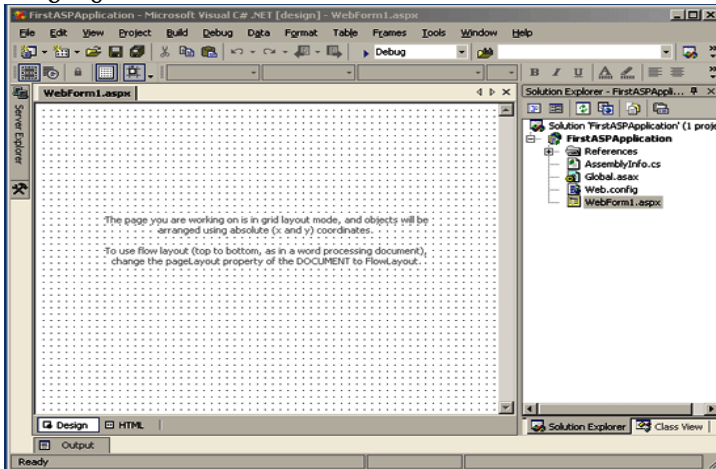 FirstASPApplication - Microsoft Visual C# .NET [design] - WebForm1.aspx
File Edit View Project Build Debug Data Format Table Frames Tools Window Help
Debug
B I U A
WebForm1.aspx
Solution Explorer - FirstASPAppli...
Server Explorer
Solution 'FirstASPApplication' (1 proje
FirstASPApplication
References
AssemblyInfo.cs
Global.asax
Web.config
WebForm1.aspx
The page you are working on is in grid layout mode, and objects will be
arranged using absolute (x and y) coordinates.
To use flow layout (top to bottom, as in a word processing document),
change the pageLayout property of the DOCUMENT to FlowLayout.
Design HTML
Solution Explorer Class View
Output
Ready